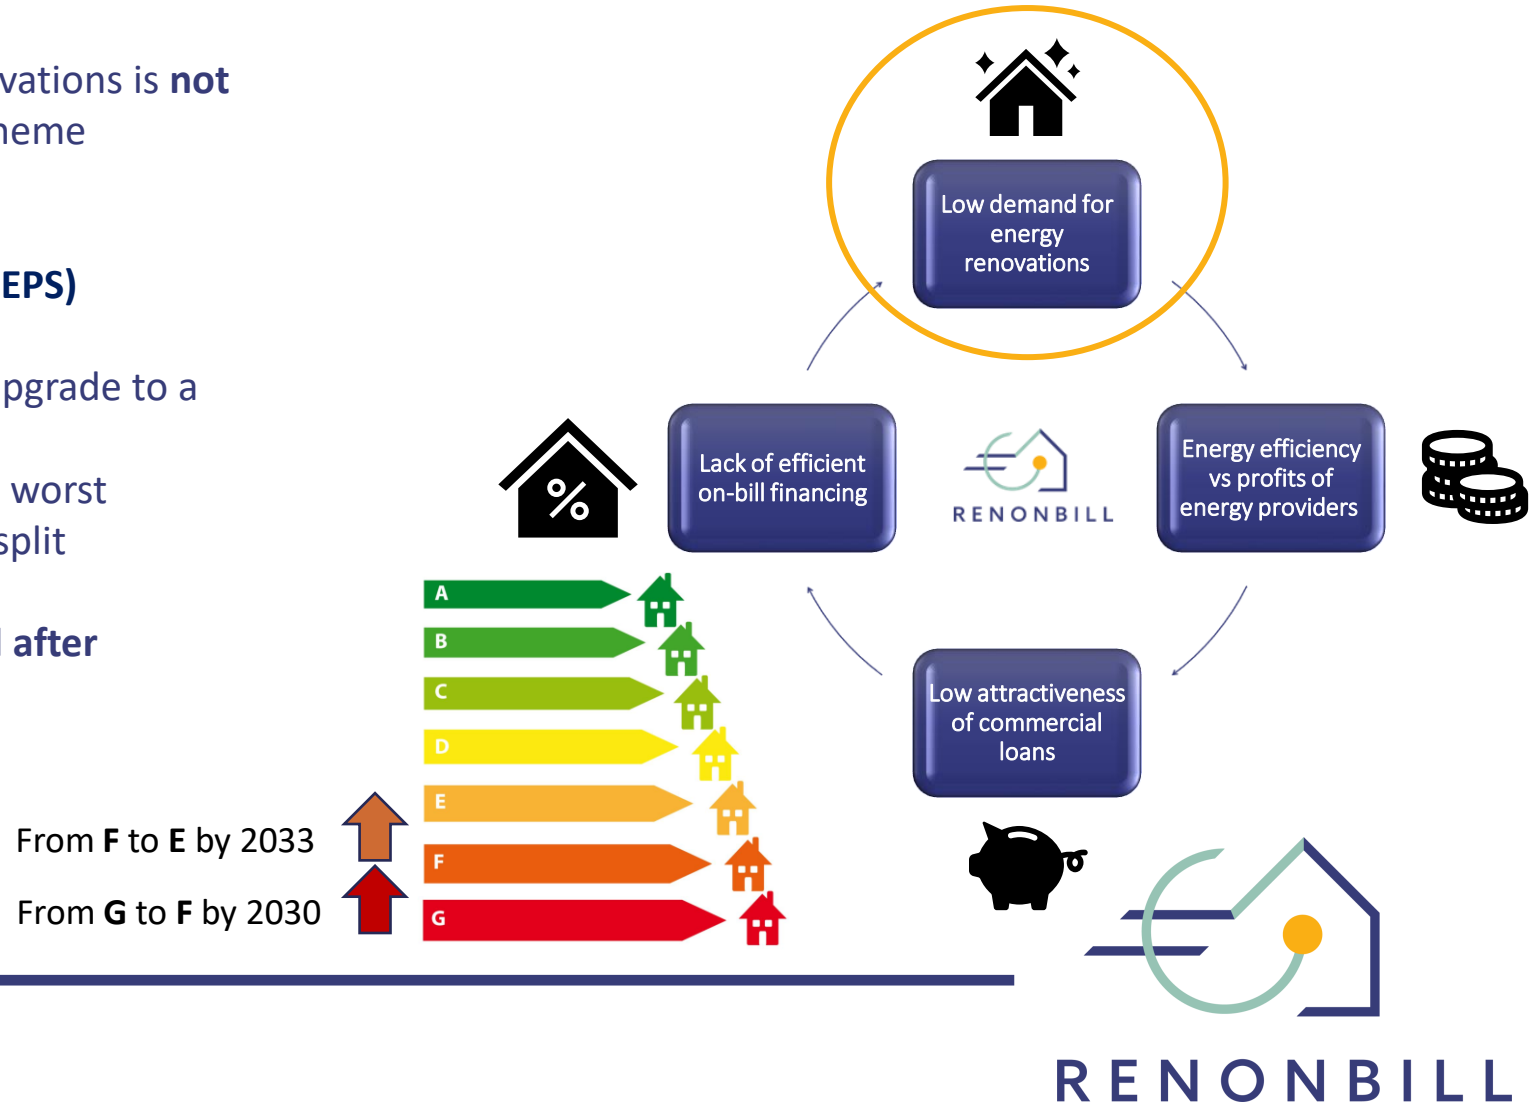 vations is not
heme
EPS)
pgrade to a
worst
split
after
Low demand for
energy
renovations
Lack of efficient
on-bill financing
%
RENONBILL
Energy efficiency
vs profits of
energy providers
Low attractiveness
of commercial
loans
A
B
C
D
E
F
G
From F to E by 2033
From G to F by 2030
RENONBILL